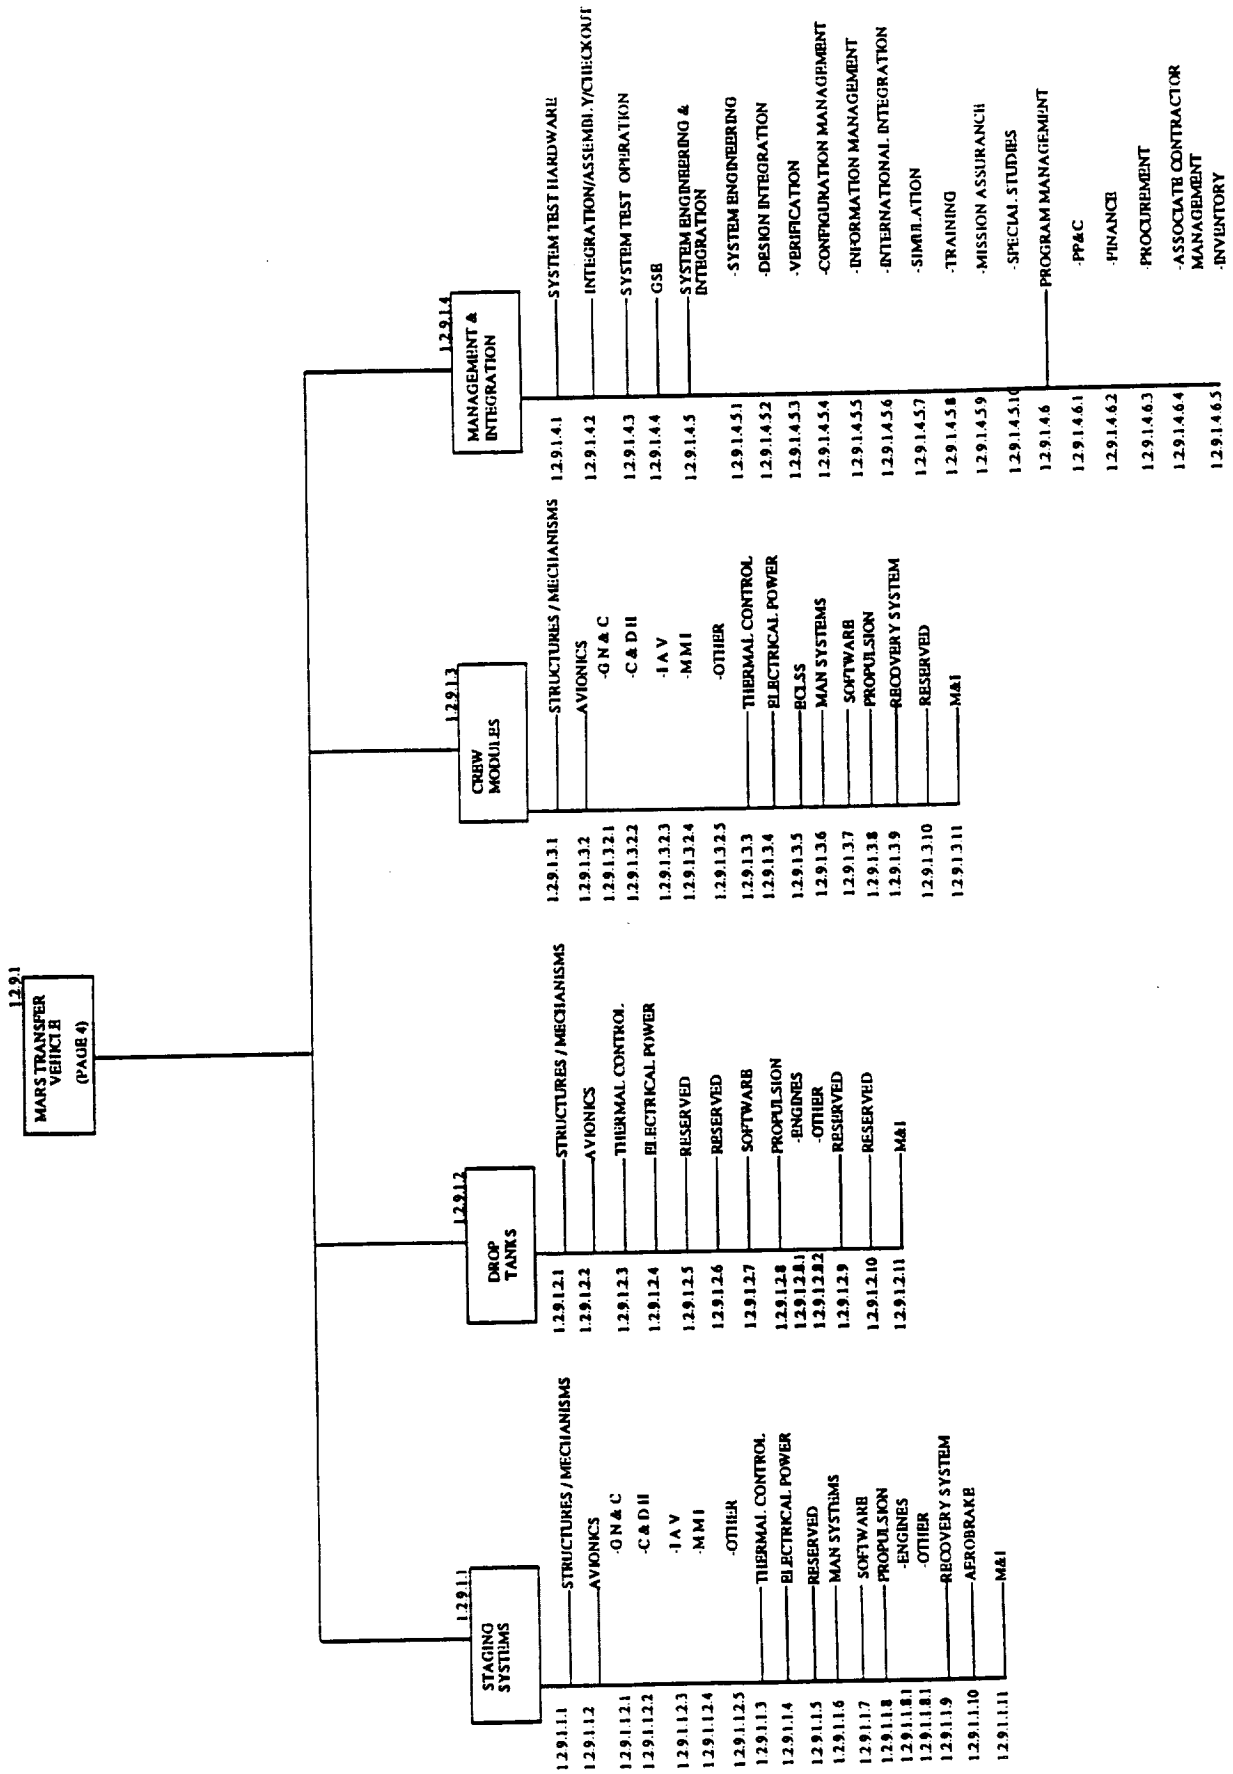 1.2.9.1
MARS TRANSFER
VEHICLE
(PAGE 4)
1.2.9.1.1
STAGING
SYSTEMS
1.2.9.1.1.1 STRUCTURES / MECHANISMS
1.2.9.1.1.2 AVIONICS
1.2.9.1.1.2.1 -G N & C
1.2.9.1.1.2.2 -C & D H
1.2.9.1.1.2.3 -I A V
1.2.9.1.1.2.4 -M M I
1.2.9.1.1.2.5 -OTHER
1.2.9.1.1.3 THERMAL CONTROL
1.2.9.1.1.4 ELECTRICAL POWER
1.2.9.1.1.5 RESERVED
1.2.9.1.1.6 MAN SYSTEMS
1.2.9.1.1.7 SOFTWARE
1.2.9.1.1.8 PROPULSION
1.2.9.1.1.8.1 -ENGINES
1.2.9.1.1.8.1 -OTHER
1.2.9.1.1.9 RECOVERY SYSTEM
1.2.9.1.1.10 AEROBRAKE
1.2.9.1.1.11 M&I
1.2.9.1.2
DROP
TANKS
1.2.9.1.2.1 STRUCTURES / MECHANISMS
1.2.9.1.2.2 AVIONICS
1.2.9.1.2.3 THERMAL CONTROL
1.2.9.1.2.4 ELECTRICAL POWER
1.2.9.1.2.5 RESERVED
1.2.9.1.2.6 RESERVED
1.2.9.1.2.7 SOFTWARE
1.2.9.1.2.8 PROPULSION
1.2.9.1.2.8.1 -ENGINES
1.2.9.1.2.8.2 -OTHER
1.2.9.1.2.9 RESERVED
1.2.9.1.2.10 RESERVED
1.2.9.1.2.11 M&I
1.2.9.1.3
CREW
MODULES
1.2.9.1.3.1 STRUCTURES / MECHANISMS
1.2.9.1.3.2 AVIONICS
1.2.9.1.3.2.1 -G N & C
1.2.9.1.3.2.2 -C & D H
1.2.9.1.3.2.3 -I A V
1.2.9.1.3.2.4 -M M I
1.2.9.1.3.2.5 -OTHER
1.2.9.1.3.3 THERMAL CONTROL
1.2.9.1.3.4 ELECTRICAL POWER
1.2.9.1.3.5 ECLSS
1.2.9.1.3.6 MAN SYSTEMS
1.2.9.1.3.7 SOFTWARE
1.2.9.1.3.8 PROPULSION
1.2.9.1.3.9 RECOVERY SYSTEM
1.2.9.1.3.10 RESERVED
1.2.9.1.3.11 M&I
1.2.9.1.4
MANAGEMENT &
INTEGRATION
1.2.9.1.4.1 SYSTEM TEST HARDWARE
1.2.9.1.4.2 INTEGRATION/ASSEMBLY/CHECKOUT
1.2.9.1.4.3 SYSTEM TEST OPERATION
1.2.9.1.4.4 GSE
1.2.9.1.4.5 SYSTEM ENGINEERING &
INTEGRATION
1.2.9.1.4.5.1 -SYSTEM ENGINEERING
1.2.9.1.4.5.2 -DESIGN INTEGRATION
1.2.9.1.4.5.3 -VERIFICATION
1.2.9.1.4.5.4 -CONFIGURATION MANAGEMENT
1.2.9.1.4.5.5 -INFORMATION MANAGEMENT
1.2.9.1.4.5.6 -INTERNATIONAL INTEGRATION
1.2.9.1.4.5.7 -SIMULATION
1.2.9.1.4.5.8 -TRAINING
1.2.9.1.4.5.9 -MISSION ASSURANCH
1.2.9.1.4.5.10 -SPECIAL STUDIES
1.2.9.1.4.6 PROGRAM MANAGEMENT
1.2.9.1.4.6.1 -PP&C
1.2.9.1.4.6.2 -FINANCE
1.2.9.1.4.6.3 -PROCUREMENT
1.2.9.1.4.6.4 -ASSOCIATE CONTRACTOR
MANAGEMENT
1.2.9.1.4.6.5 -INVENTORY